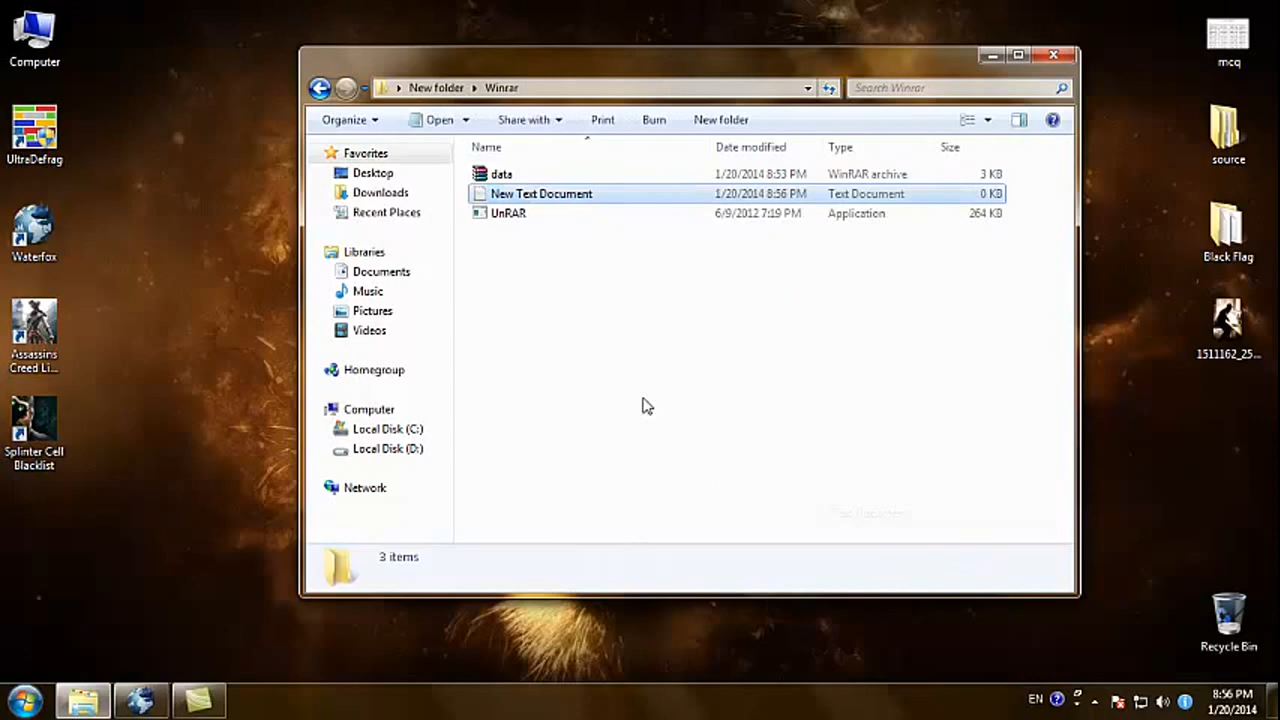 Computer
UltraDefrag
Waterfox
Assassins
Creed Li...
Splinter Cell
Blacklist
New folder
Winrar
Search Winrar
Organize
Open
Share with
Print
Burn
New folder
Name
Date modified
Type
Size
data
1/20/2014 8:53 PM
WinRAR archive
3 KB
New Text Document
1/20/2014 8:56 PM
Text Document
0 KB
UnRAR
6/9/2012 7:19 PM
Application
264 KB
Favorites
Desktop
Downloads
Recent Places
Libraries
Documents
Music
Pictures
Videos
Homegroup
Computer
Local Disk (C:)
Local Disk (D:)
Network
3 items
mcq
source
Black Flag
1511162_25...
Recycle Bin
EN
8:56 PM
1/20/2014